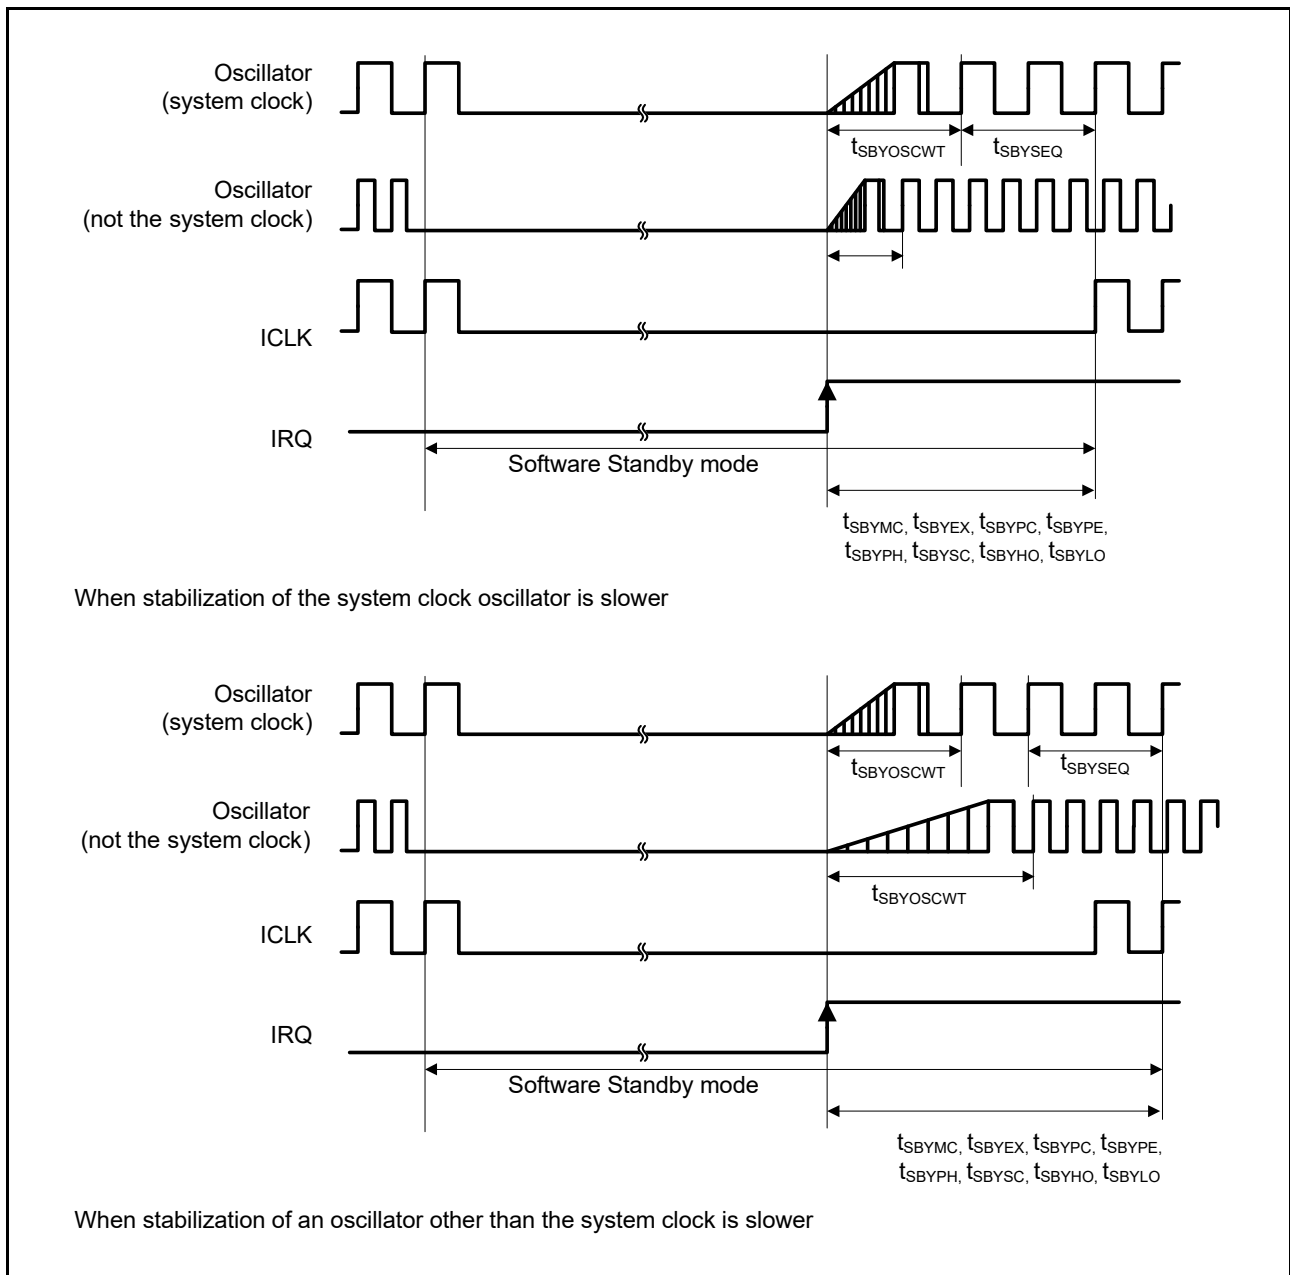 Oscillator
(system clock)
tSBYOSCWT
tSBYSEQ
Oscillator
(not the system clock)
ICLK
IRQ
Software Standby mode
tSBYMC, tSBYEX, tSBYPC, tSBYPE,
tSBYPH, tSBYSC, tSBYHO, tSBYLO
When stabilization of the system clock oscillator is slower
Oscillator
(system clock)
tSBYOSCWT
tSBYSEQ
Oscillator
(not the system clock)
tSBYOSCWT
ICLK
IRQ
Software Standby mode
tSBYMC, tSBYEX, tSBYPC, tSBYPE,
tSBYPH, tSBYSC, tSBYHO, tSBYLO
When stabilization of an oscillator other than the system clock is slower